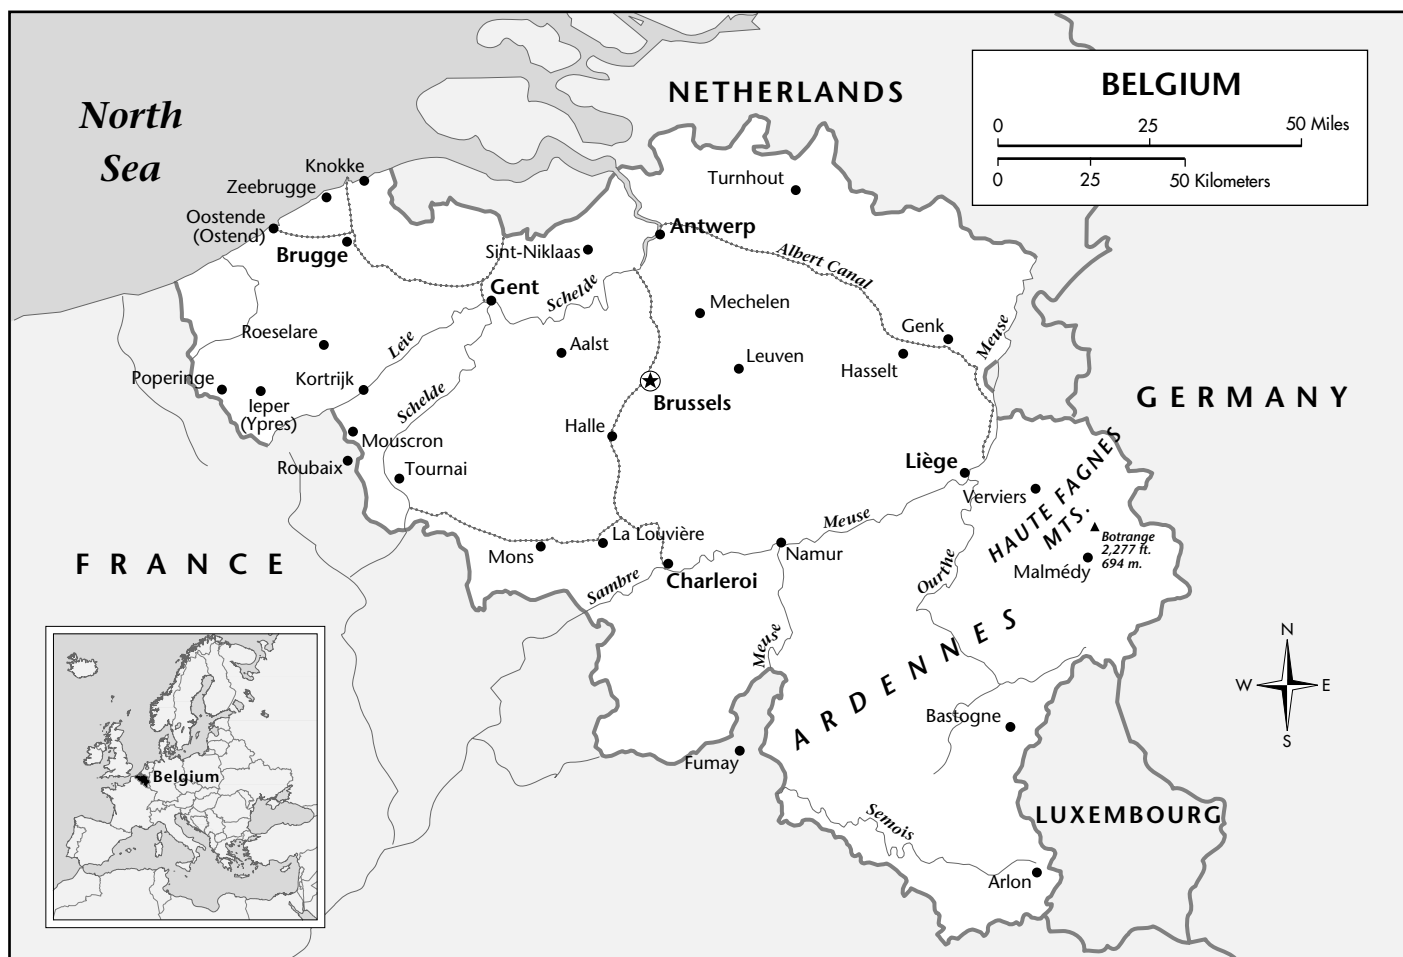 BELGIUM
0 25 50 Miles
0 25 50 Kilometers
North
Sea
NETHERLANDS
Knokke
Zeebrugge
Turnhout
Oostende
(Ostend)
Brugge
Antwerp
Sint-Niklaas
Albert Canal
Gent
Schelde
Mechelen
Roeselare
Leie
Aalst
Leuven
Genk
Meuse
Hasselt
Poperinge
Kortrijk
Schelde
Brussels
GERMANY
Ieper
(Ypres)
Mouscron
Halle
Roubaix
Tournai
Liège
Verviers
HAUTE FAGNES
MTS.
Botrange
2,277 ft.
694 m.
Malmédy
Meuse
La Louvière
Mons
Namur
FRANCE
Charleroi
Sambre
Ourthe
Meuse
ARDENNES
N
W E
S
Bastogne
Fumay
Belgium
LUXEMBOURG
Semois
Arlon